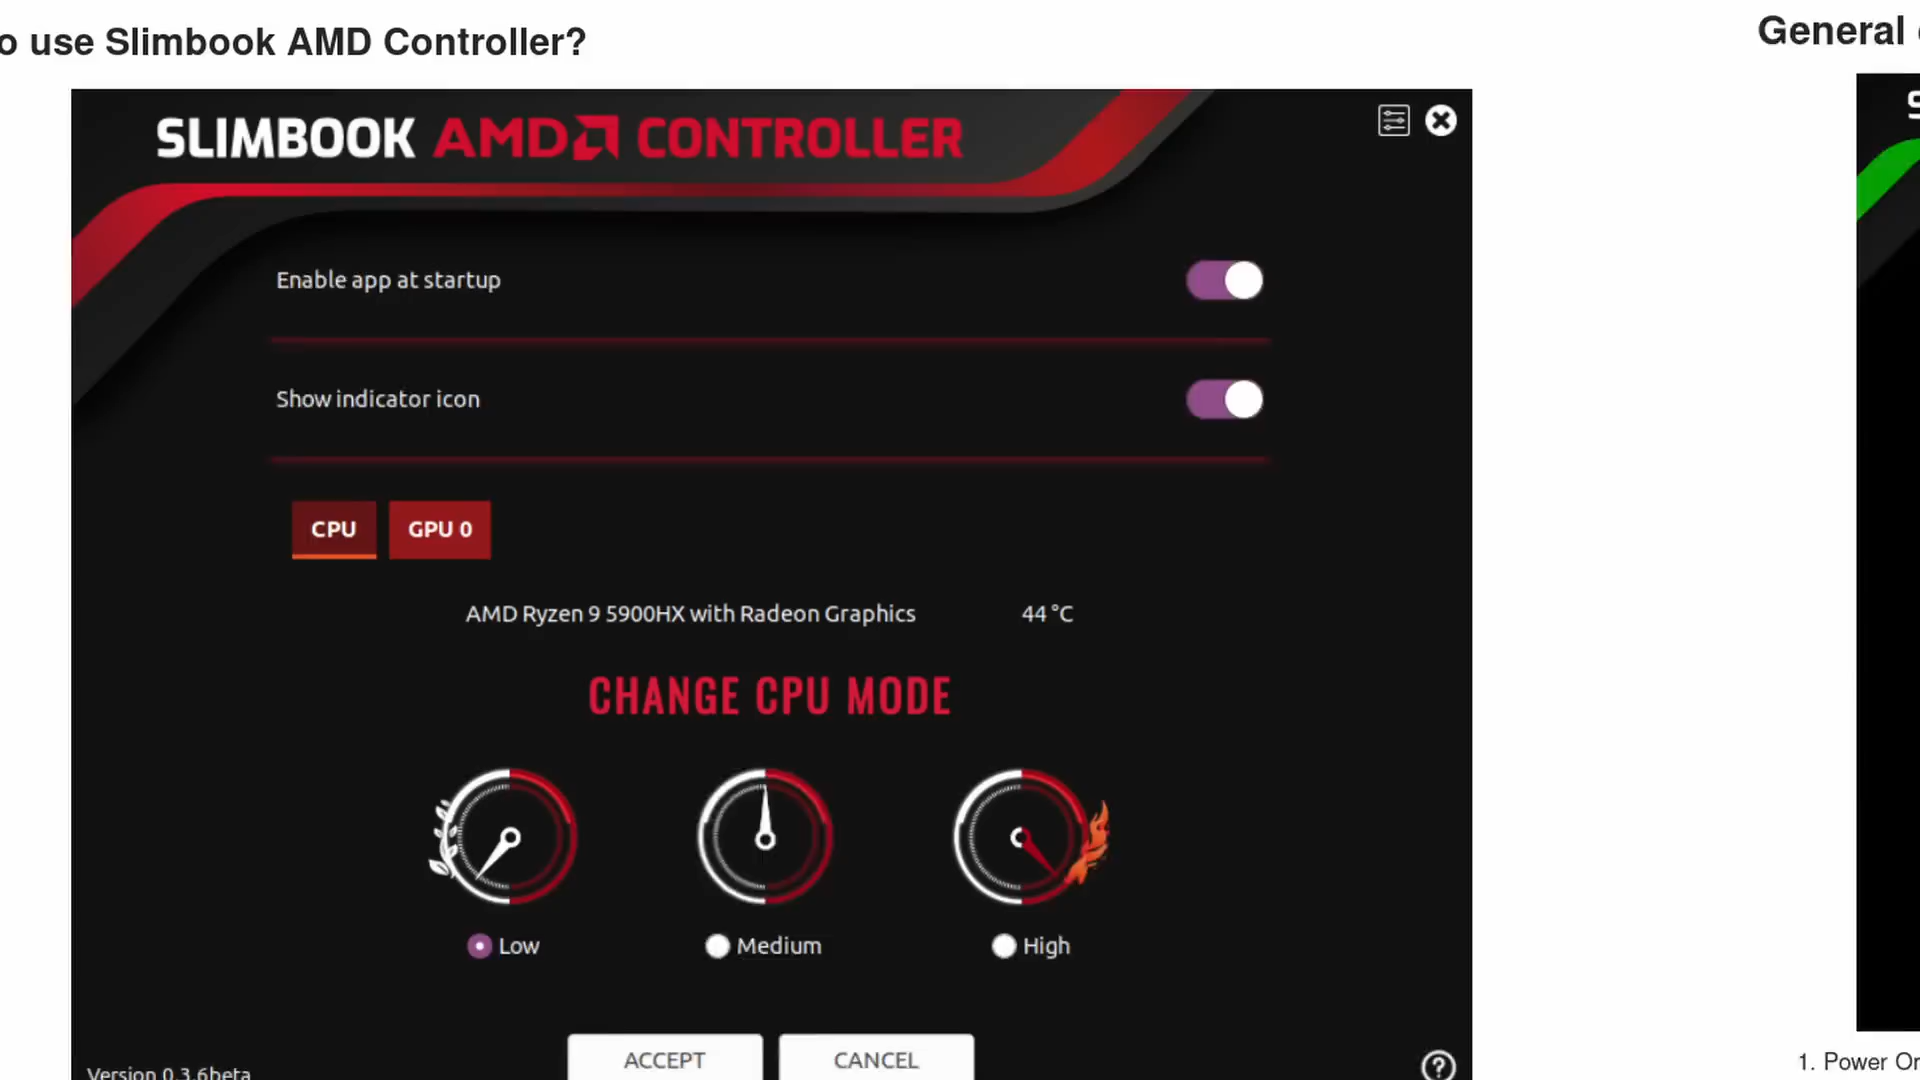 o use Slimbook AMD Controller?
General
SLIMBOOK AMD CONTROLLER
S
Enable app at startup
Show indicator icon
CPU GPU 0
AMD Ryzen 9 5900HX with Radeon Graphics 44 °C
CHANGE CPU MODE
Low Medium High
ACCEPT CANCEL
Version 0.3.6beta
1. Power Or